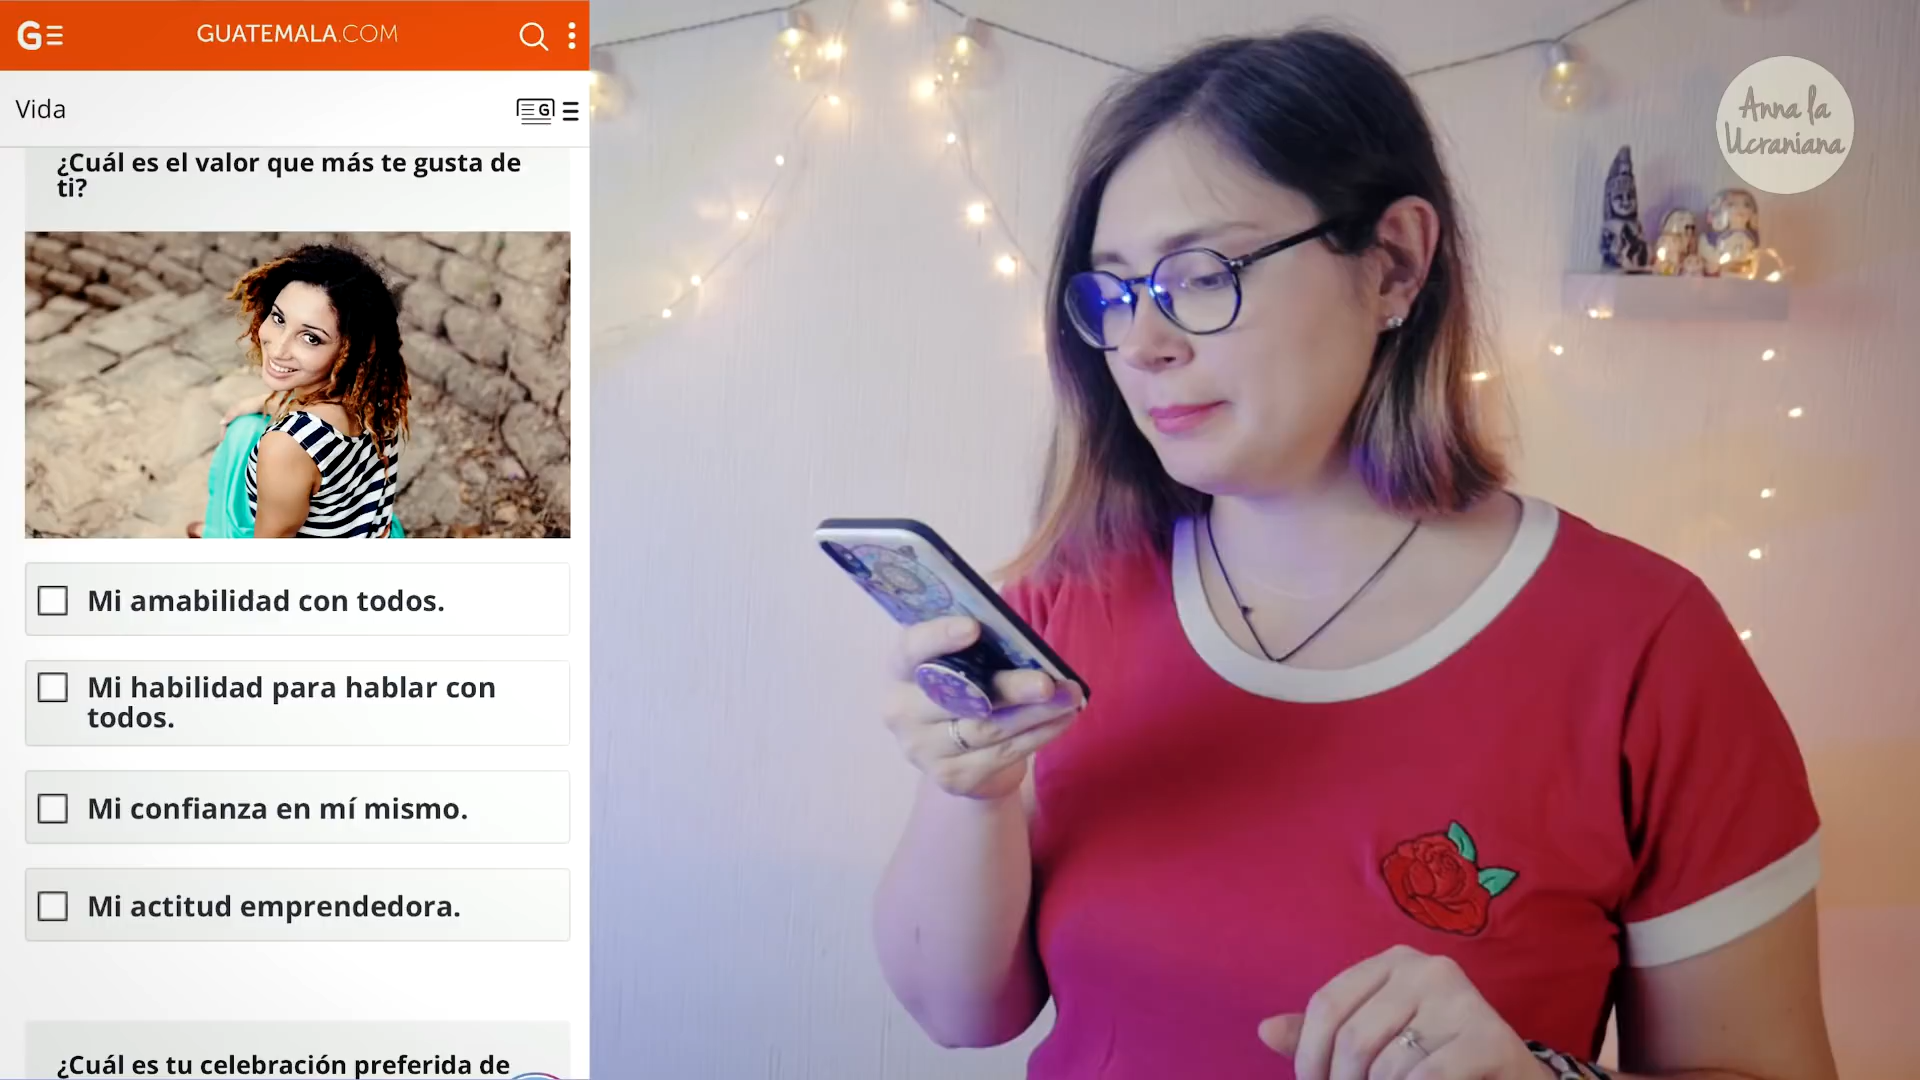 G
GUATEMALA.COM
Vida
G
¿Cuál es el valor que más te gusta de
ti?
Mi amabilidad con todos.
Mi habilidad para hablar con
todos.
Mi confianza en mí mismo.
Mi actitud emprendedora.
¿Cuál es tu celebración preferida de
Anna la
Ucraniana